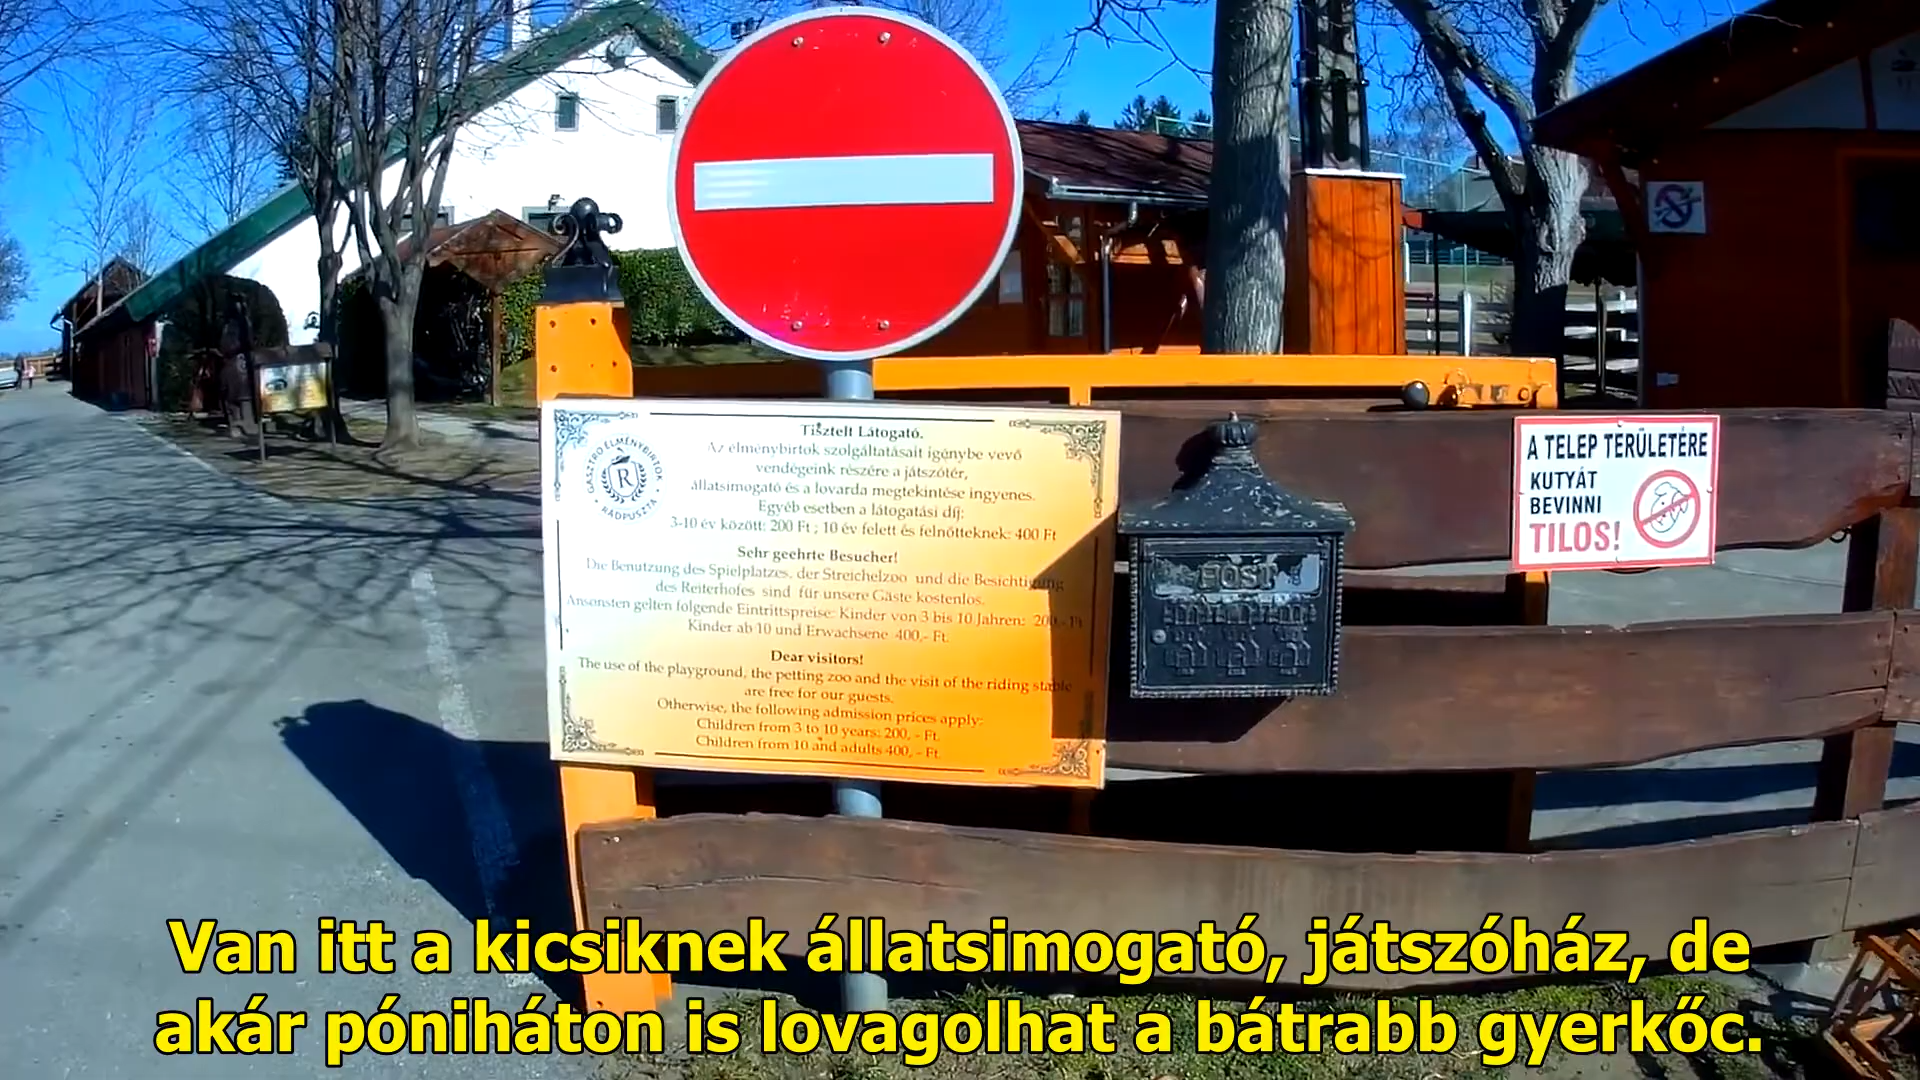 Tisztelt Látogató.
Az élménybirtok szolgáltatásait igénybe vevő
vendégeink részére a játszótér,
állatsimogató és a lovarda megtekintése ingyenes.
Egyéb esetben a látogatási díj:
3-10 év között: 200 Ft ; 10 év felett és felnőtteknek: 400 Ft
Sehr geehrte Besucher!
Die Benutzung des Spielplatzes, der Streichelzoo und die Besichtigung
des Reiterhofes sind für unsere Gäste kostenlos.
Ansonsten gelten folgende Eintrittspreise: Kinder von 3 bis 10 Jahren: 200,- Ft
Kinder ab 10 und Erwachsene 400,- Ft.
Dear visitors!
The use of the playground, the petting zoo and the visit of the riding stable
are free for our guests.
Otherwise, the following admission prices apply:
Children from 3 to 10 years: 200, - Ft.
Children from 10 and adults 400, - Ft.
GASZTRO ÉLMÉNYBIRTOK
R
RÁDPUSZTA
POST
A TELEP TERÜLETÉRE
KUTYÁT
BEVINNI
TILOS!
Van itt a kicsiknek állatsimogató, játszóház, de
akár póniháton is lovagolhat a bátrabb gyerkőc.